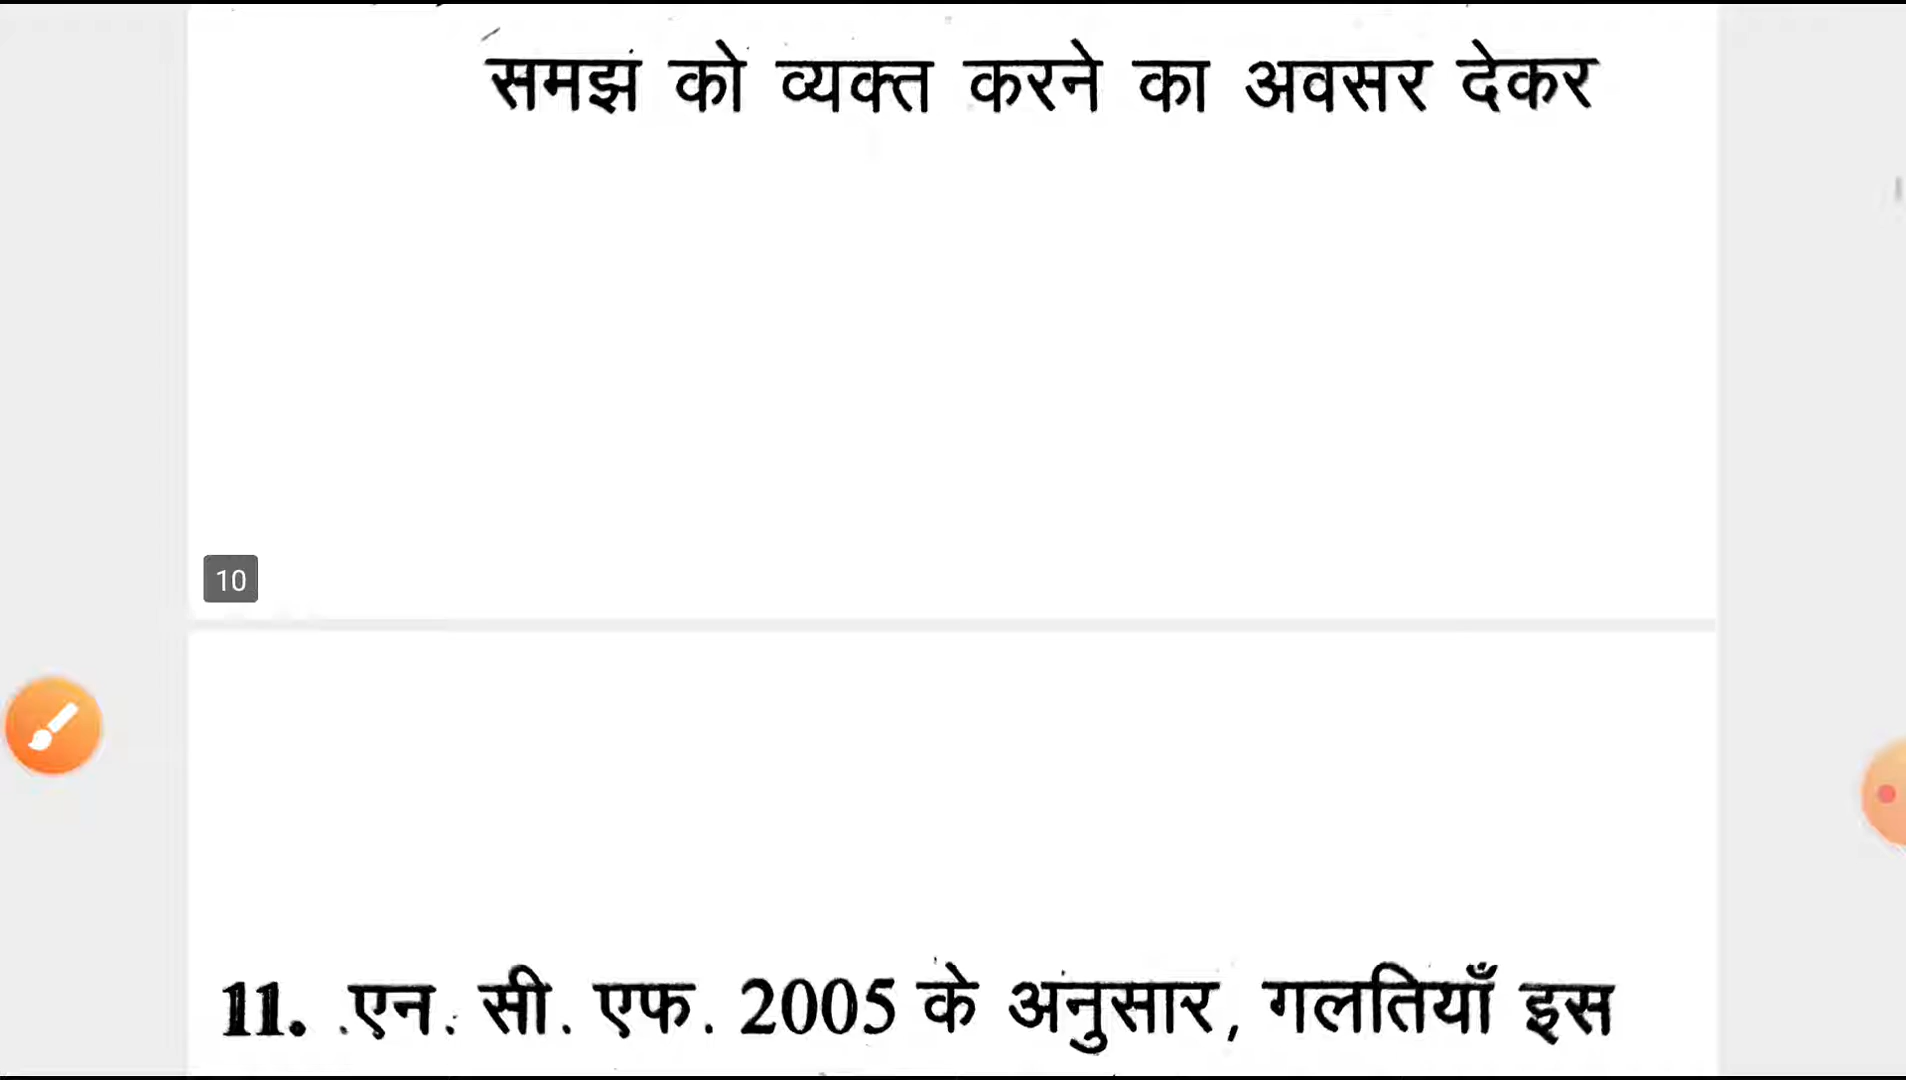 समझ को व्यक्त करने का अवसर देकर
10
11. एन. सी. एफ. 2005 के अनुसार, गलतियाँ इस